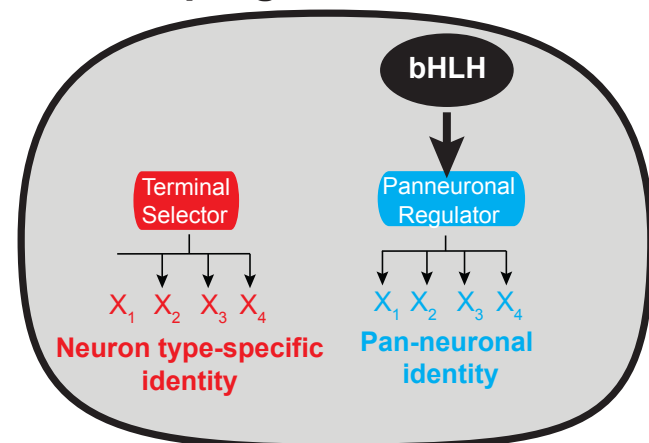 bHLH
Terminal
Selector
Panneuronal
Regulator
X1 X2 X3 X4
X1 X2 X3 X4
Neuron type-specific
identity
Pan-neuronal
identity